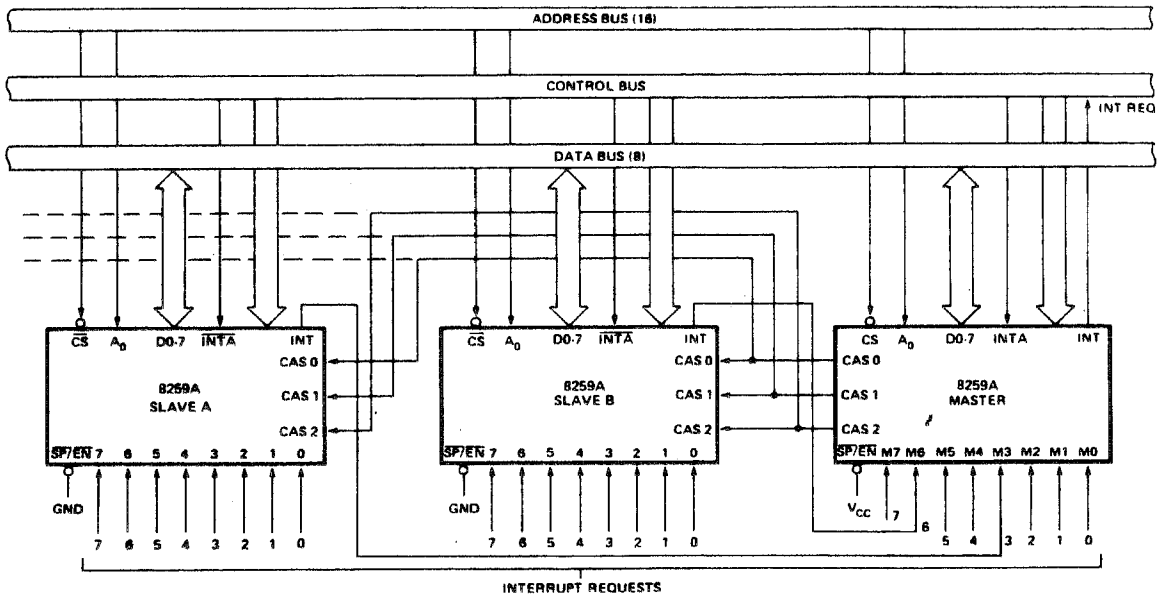 ADDRESS BUS (16)
CONTROL BUS
INT REQ
DATA BUS (8)
CS A0 D0-7 INTA INT
CAS 0
8259A
SLAVE A
CAS 1
CAS 2
SP/EN 7 6 5 4 3 2 1 0
GND
7 6 5 4 3 2 1 0
CS A0 D0-7 INTA INT
CAS 0
8259A
SLAVE B
CAS 1
CAS 2
SP/EN 7 6 5 4 3 2 1 0
GND
7 6 5 4 3 2 1 0
CS A0 D0-7 INTA INT
CAS 0
8259A
MASTER
CAS 1
CAS 2
SP/EN M7 M6 M5 M4 M3 M2 M1 M0
VCC
7 6 5 4 3 2 1 0
INTERRUPT REQUESTS